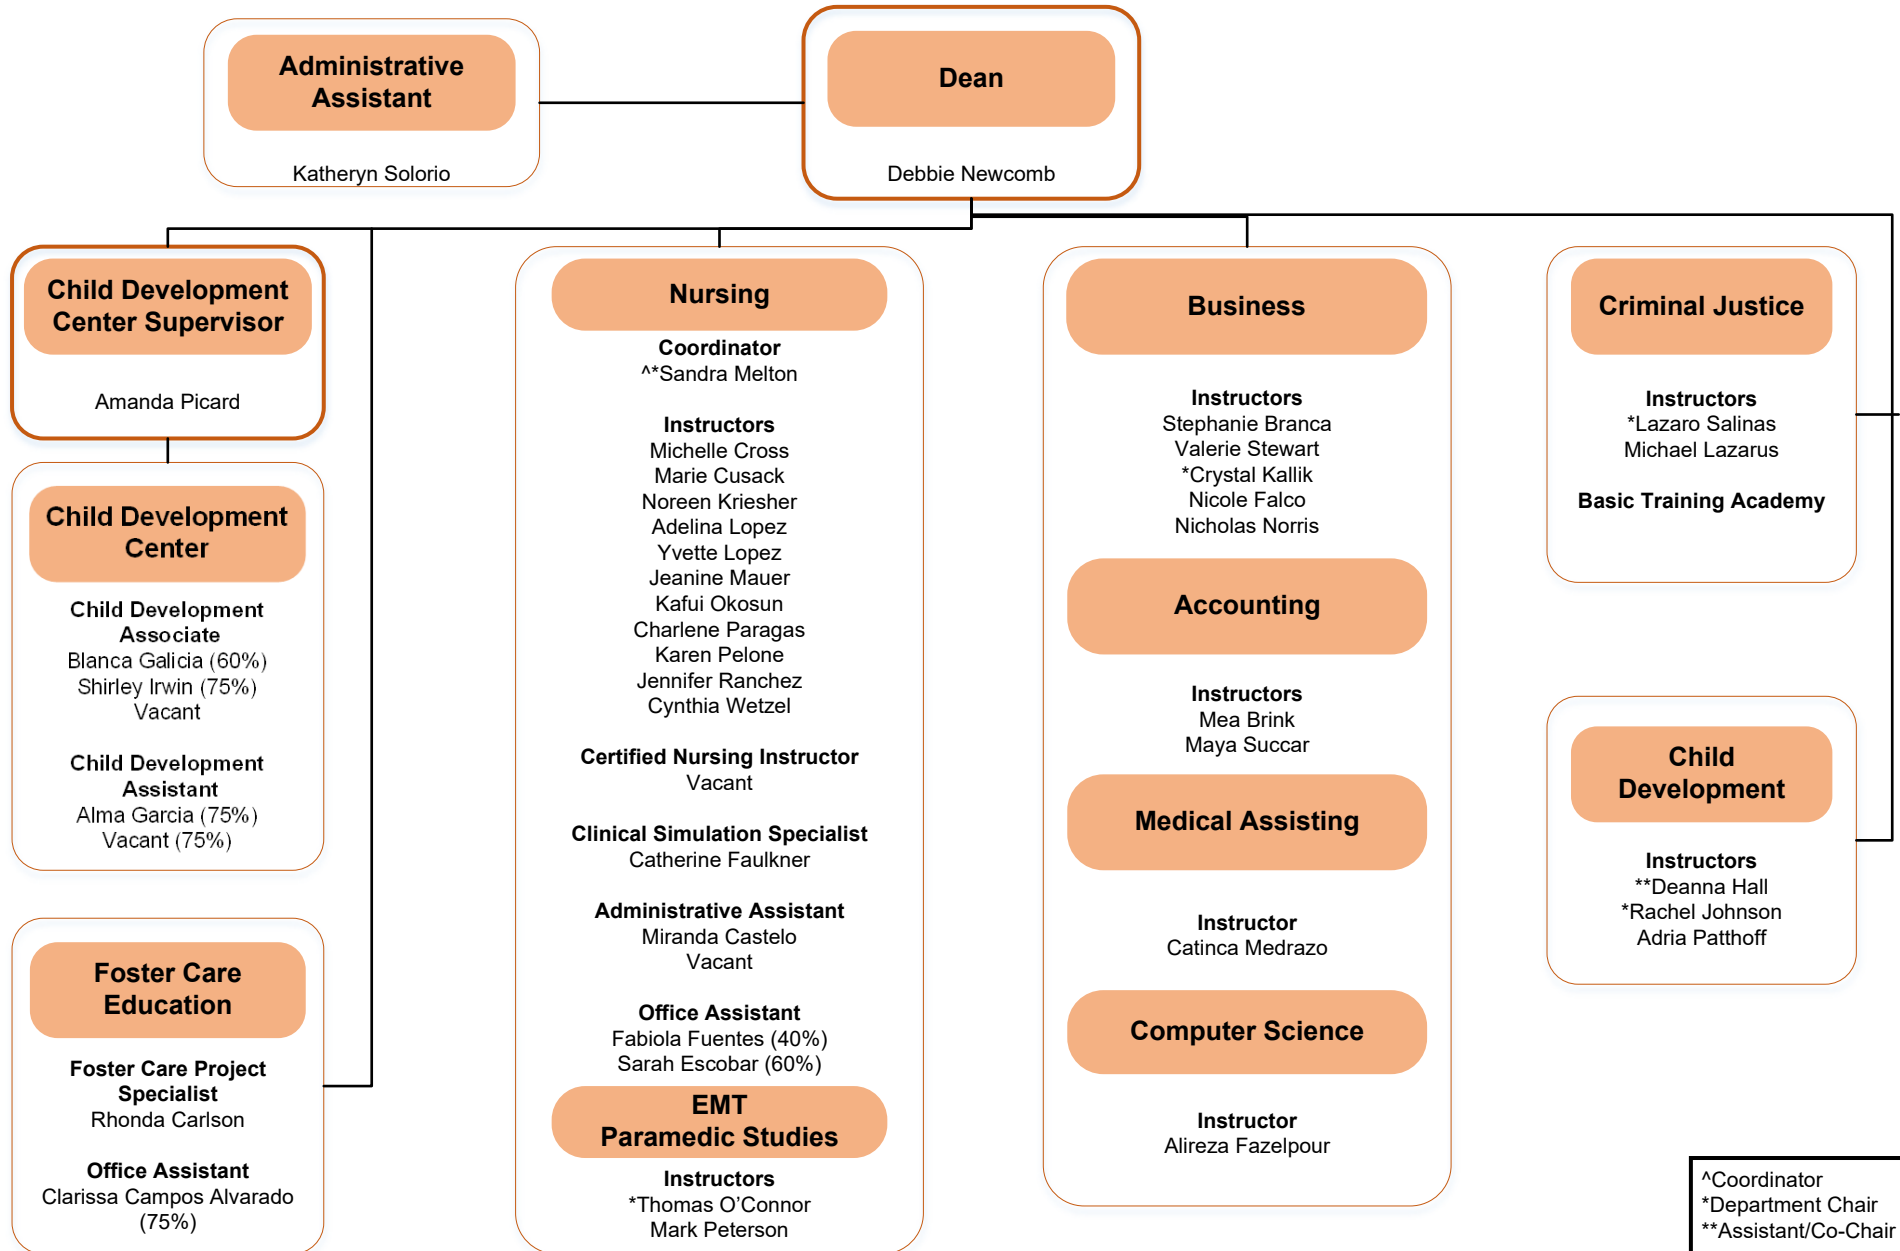 Administrative
Assistant
Katheryn Solorio
Dean
Debbie Newcomb
Child Development
Center Supervisor
Amanda Picard
Child Development
Center
Child Development
Associate
Blanca Galicia (60%)
Shirley Irwin (75%)
Vacant
Child Development
Assistant
Alma Garcia (75%)
Vacant (75%)
Foster Care
Education
Foster Care Project
Specialist
Rhonda Carlson
Office Assistant
Clarissa Campos Alvarado
(75%)
Nursing
Coordinator
^*Sandra Melton
Instructors
Michelle Cross
Marie Cusack
Noreen Kriesher
Adelina Lopez
Yvette Lopez
Jeanine Mauer
Kafui Okosun
Charlene Paragas
Karen Pelone
Jennifer Ranchez
Cynthia Wetzel
Certified Nursing Instructor
Vacant
Clinical Simulation Specialist
Catherine Faulkner
Administrative Assistant
Miranda Castelo
Vacant
Office Assistant
Fabiola Fuentes (40%)
Sarah Escobar (60%)
EMT
Paramedic Studies
Instructors
*Thomas O’Connor
Mark Peterson
Business
Instructors
Stephanie Branca
Valerie Stewart
*Crystal Kallik
Nicole Falco
Nicholas Norris
Accounting
Instructors
Mea Brink
Maya Succar
Medical Assisting
Instructor
Catinca Medrazo
Computer Science
Instructor
Alireza Fazelpour
Criminal Justice
Instructors
*Lazaro Salinas
Michael Lazarus
Basic Training Academy
Child
Development
Instructors
**Deanna Hall
*Rachel Johnson
Adria Patthoff
^Coordinator
*Department Chair
**Assistant/Co-Chair